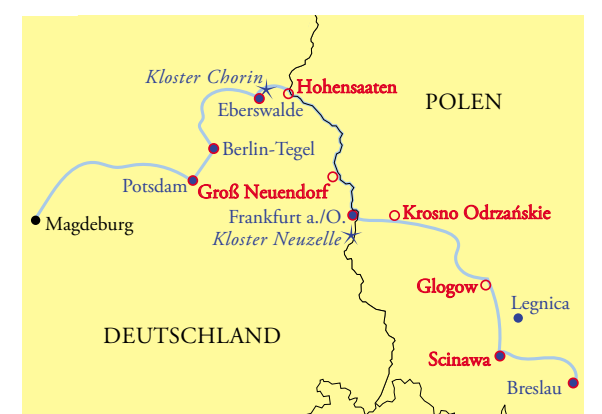 Kloster Chorin
Hohensaaten
POLEN
Eberswalde
Berlin-Tegel
Potsdam
Groß Neuendorf
Frankfurt a./O.
Krosno Odrzańskie
Magdeburg
Kloster Neuzelle
Glogow
Legnica
DEUTSCHLAND
Scinawa
Breslau